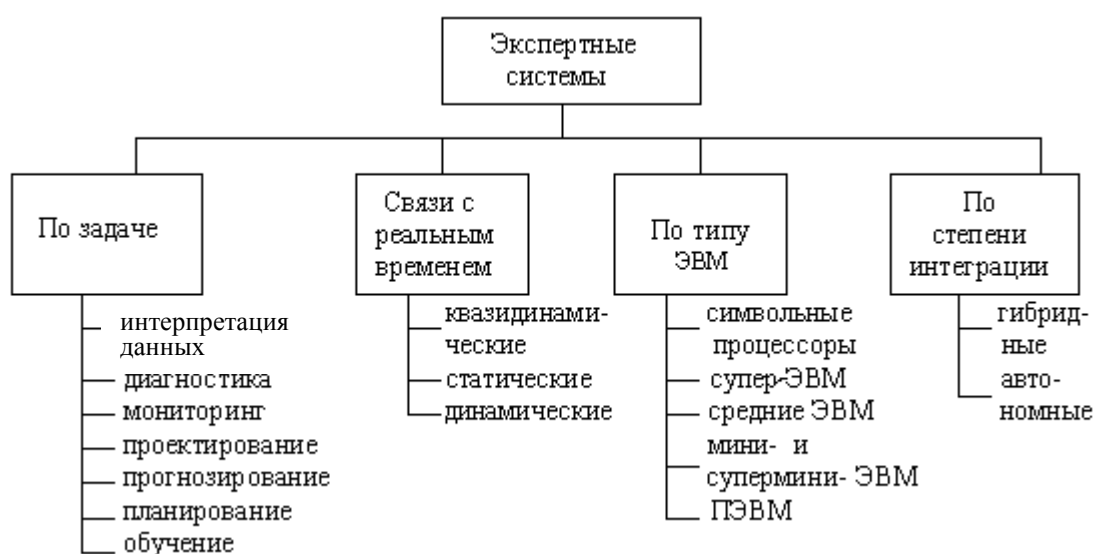 Экспертные
системы
По задаче
интерпретация
данных
диагностика
мониторинг
проектирование
прогнозирование
планирование
обучение
Связи с
реальным
временем
квазидинами-
ческие
статические
динамические
По типу
ЭВМ
символьные
процессоры
супер-ЭВМ
средние ЭВМ
мини- и
супермини- ЭВМ
ПЭВМ
По
степени
интеграции
гибрид-
ные
авто-
номные